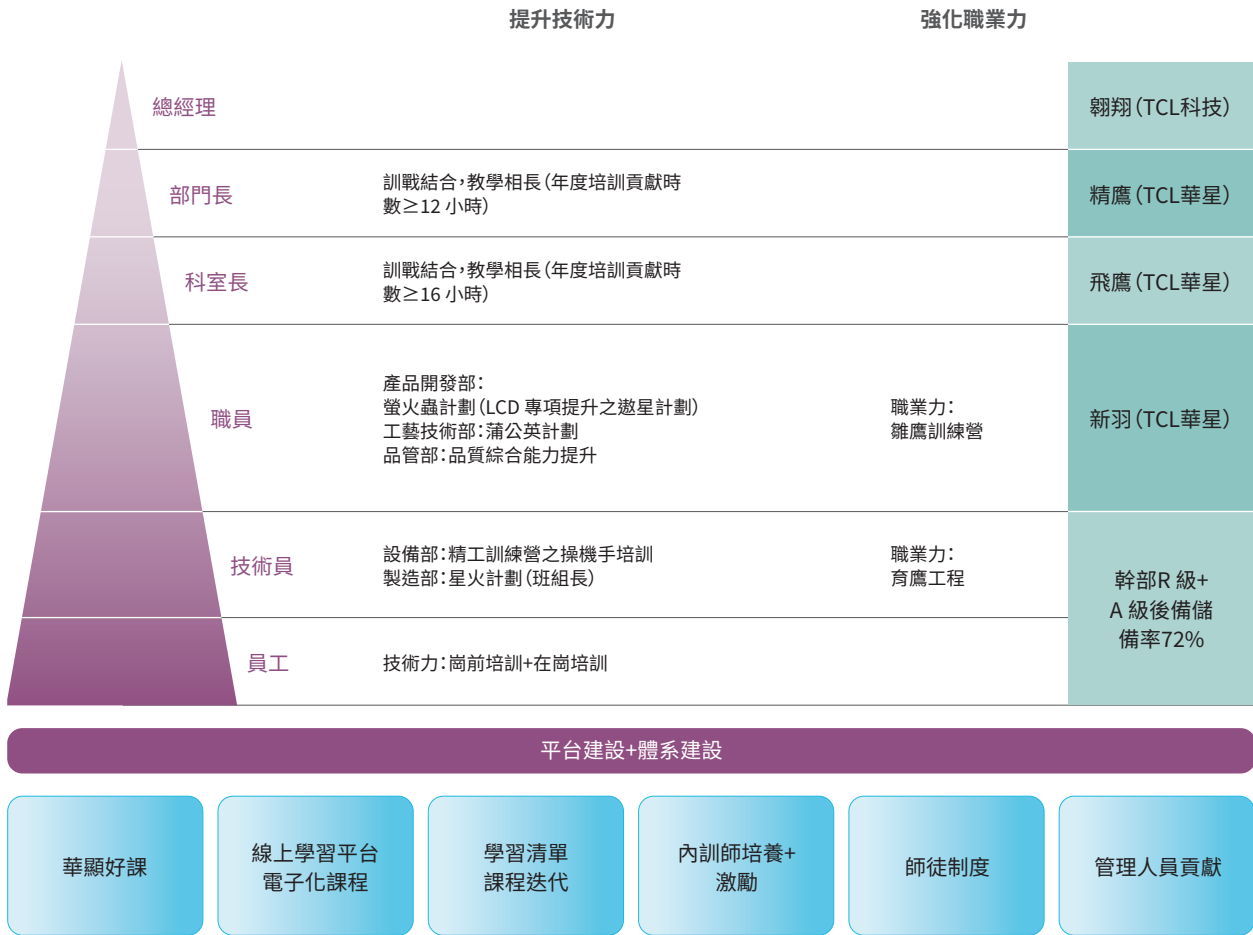 提升技術力
強化職業力
總經理
翱翔（TCL科技）
部門長
訓戰結合，教學相長（年度培訓貢獻時
數≥12 小時）
精鷹（TCL華星）
科室長
訓戰結合，教學相長（年度培訓貢獻時
數≥16 小時）
飛鷹（TCL華星）
職員
產品開發部：
螢火蟲計劃（LCD 專項提升之遨星計劃）
工藝技術部：蒲公英計劃
品管部：品質綜合能力提升
職業力：
雛鷹訓練營
新羽（TCL華星）
技術員
設備部：精工訓練營之操機手培訓
製造部：星火計劃（班組長）
職業力：
育鷹工程
幹部R 級+
A 級後備儲
備率72%
員工
技術力：崗前培訓+在崗培訓
平台建設+體系建設
華顯好課
線上學習平台
電子化課程
學習清單
課程迭代
內訓師培養+
激勵
師徒制度
管理人員貢獻